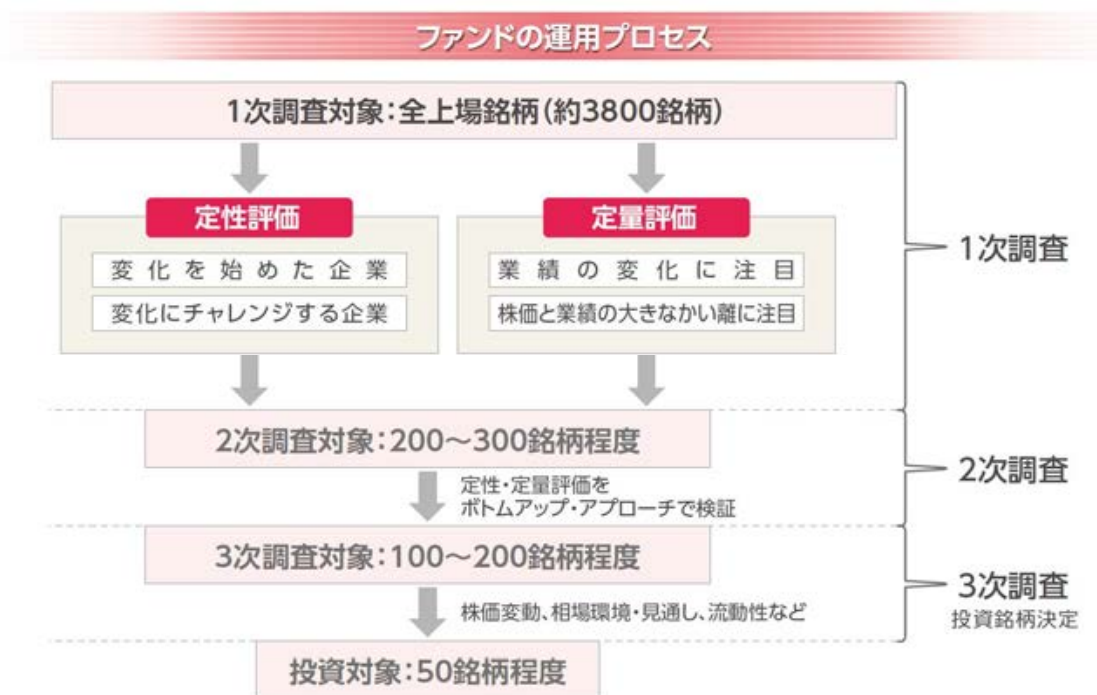 ファンドの運用プロセス
1次調査対象：全上場銘柄（約3800銘柄）
定性評価
変化を始めた企業
変化にチャレンジする企業
定量評価
業績の変化に注目
株価と業績の大きなかい離に注目
1次調査
2次調査対象：200〜300銘柄程度
定性・定量評価を
ボトムアップ・アプローチで検証
2次調査
3次調査対象：100〜200銘柄程度
株価変動、相場環境・見通し、流動性など
3次調査
投資銘柄決定
投資対象：50銘柄程度